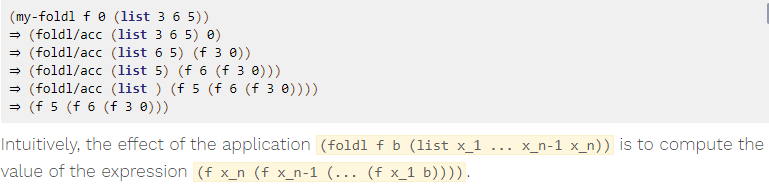 (my-foldl f 0 (list 3 6 5))
⇒ (foldl/acc (list 3 6 5) 0)
⇒ (foldl/acc (list 6 5) (f 3 0))
⇒ (foldl/acc (list 5) (f 6 (f 3 0)))
⇒ (foldl/acc (list ) (f 5 (f 6 (f 3 0))))
⇒ (f 5 (f 6 (f 3 0)))
Intuitively, the effect of the application (foldl f b (list x_1 ... x_n-1 x_n)) is to compute the
value of the expression (f x_n (f x_n-1 (... (f x_1 b)))).